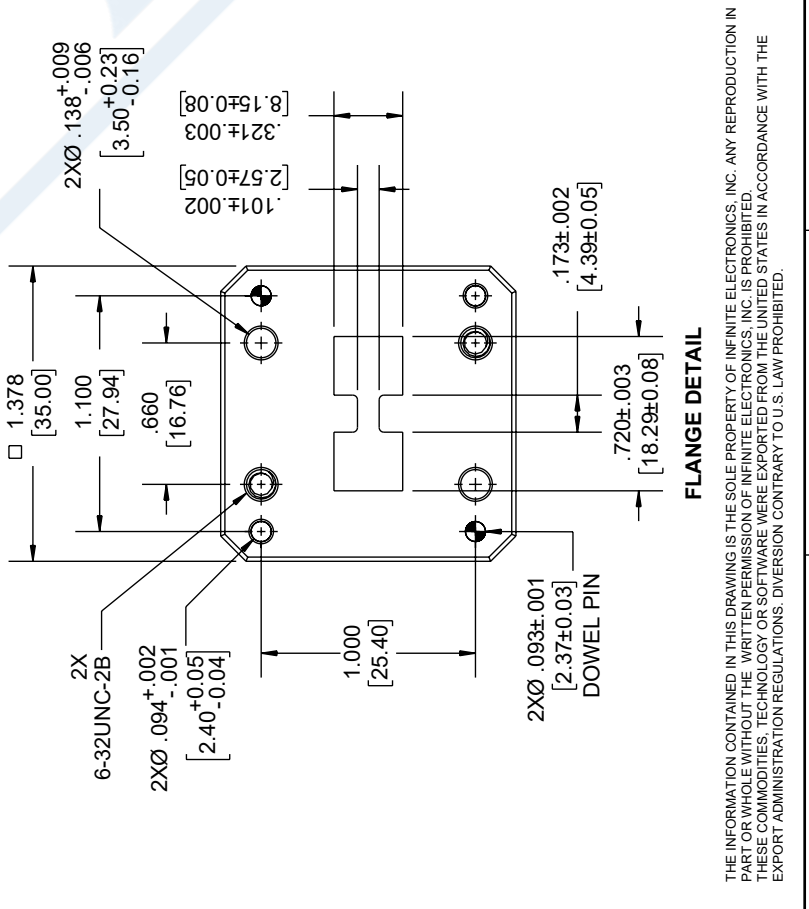 □ 1.378
[35.00]
1.100
[27.94]
.660
[16.76]
2XØ .138+.009
-.006
[3.50+0.23
-0.16]
.101±.002
[2.57±0.05]
.321±.003
[8.15±0.08]
2X
6-32UNC-2B
2XØ .094+.002
-.001
[2.40+0.05
-0.04]
1.000
[25.40]
2XØ .093±.001
[2.37±0.03]
DOWEL PIN
.173±.002
[4.39±0.05]
.720±.003
[18.29±0.08]
FLANGE DETAIL
THE INFORMATION CONTAINED IN THIS DRAWING IS THE SOLE PROPERTY OF INFINITE ELECTRONICS, INC. ANY REPRODUCTION IN
PART OR WHOLE WITHOUT THE WRITTEN PERMISSION OF INFINITE ELECTRONICS, INC. IS PROHIBITED.
THESE COMMODITIES, TECHNOLOGY OR SOFTWARE WERE EXPORTED FROM THE UNITED STATES IN ACCORDANCE WITH THE
EXPORT ADMINISTRATION REGULATIONS. DIVERSION CONTRARY TO U.S. LAW PROHIBITED.